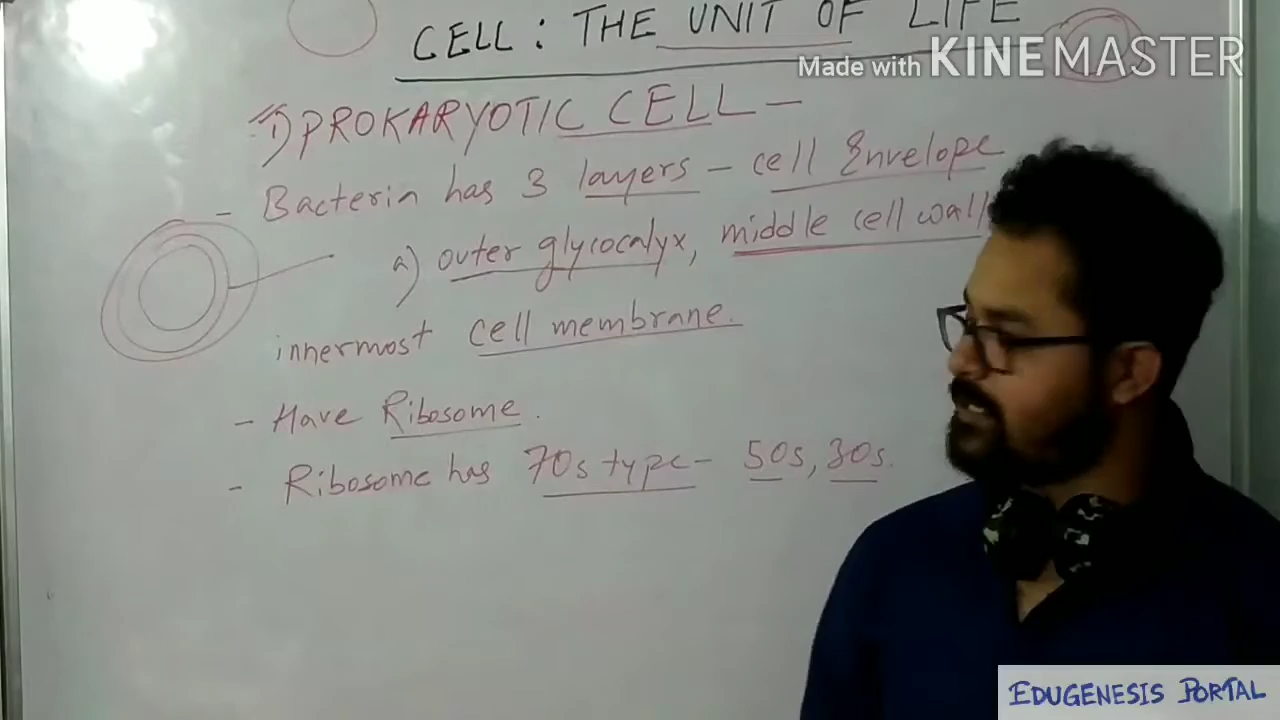 CELL: THE UNIT OF LIFE
Made with KINEMASTER
1) PROKARYOTIC CELL -
- Bacteria has 3 layers - cell Envelope
a) outer glycocalyx, middle cell wall
innermost cell membrane.
- Have Ribosome.
- Ribosome has 70s type - 50s, 30s.
EDUGENESIS PORTAL